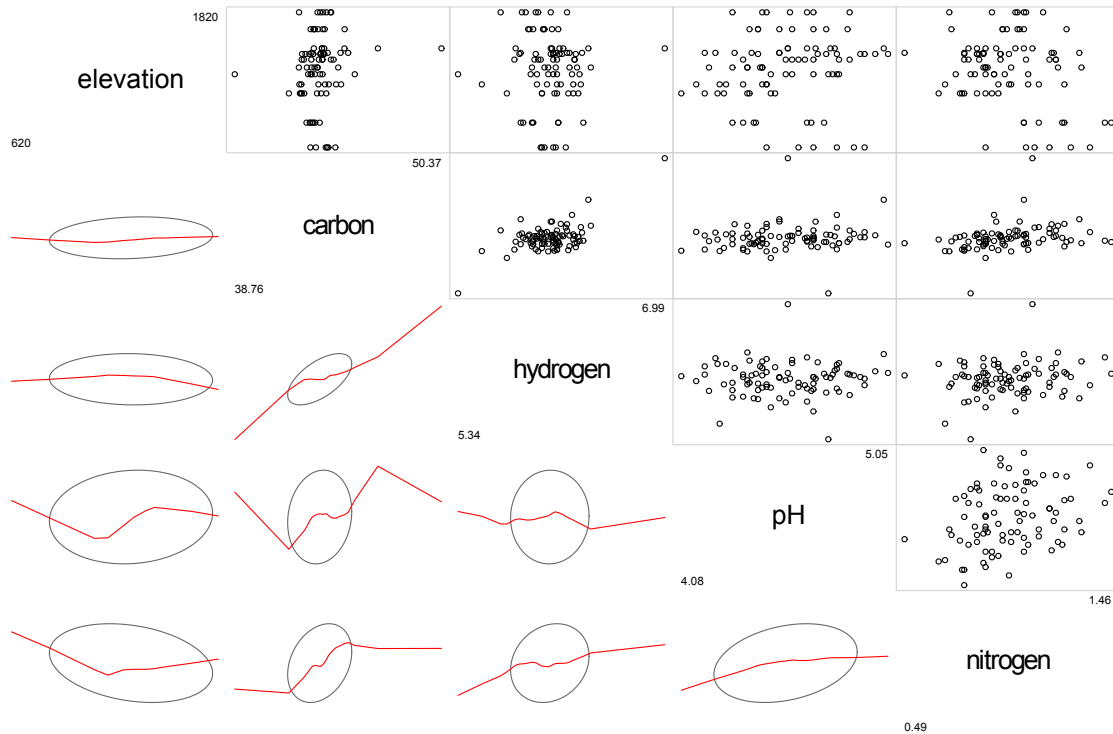 1820
elevation
620
50.37
carbon
38.76
6.99
hydrogen
5.34
5.05
pH
4.08
1.46
nitrogen
0.49